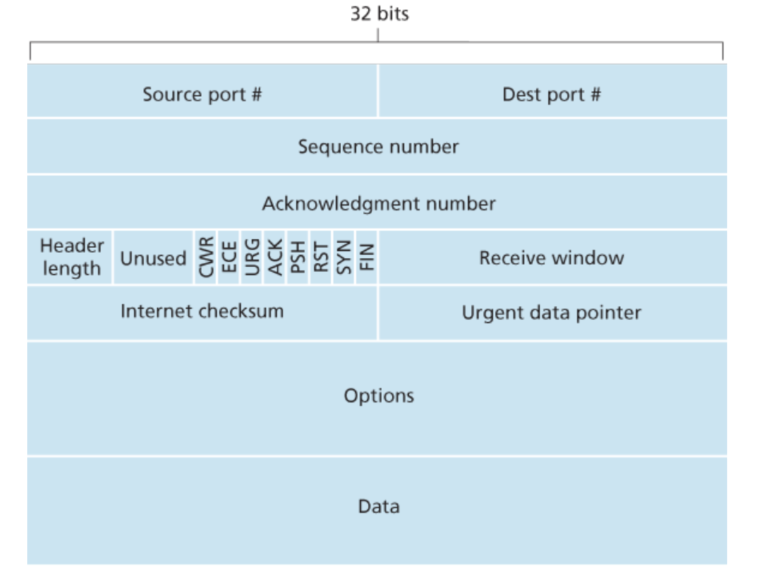 32 bits
Source port #
Dest port #
Sequence number
Acknowledgment number
Header
length
Unused
CWR
ECE
URG
ACK
PSH
RST
SYN
FIN
Receive window
Internet checksum
Urgent data pointer
Options
Data